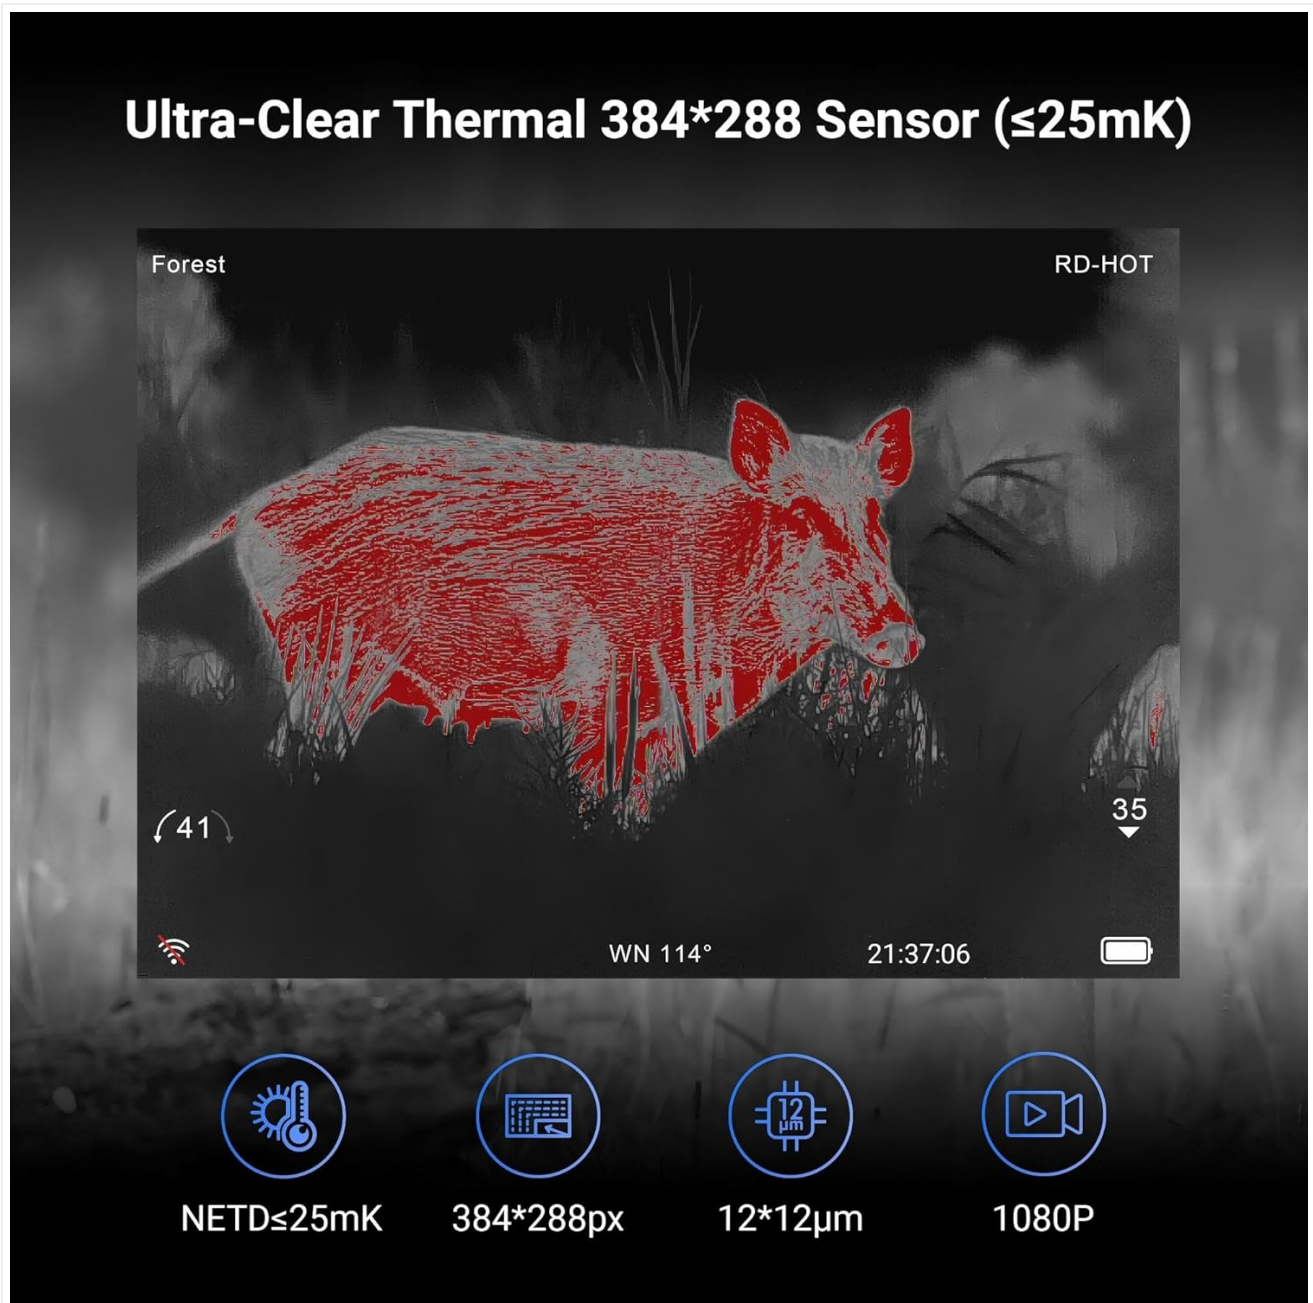 Ultra-Clear Thermal 384*288 Sensor (≤25mK)
Forest
RD-HOT
41
35
WN 114°
21:37:06
12
μm
NETD≤25mK
384*288px
12*12μm
1080P